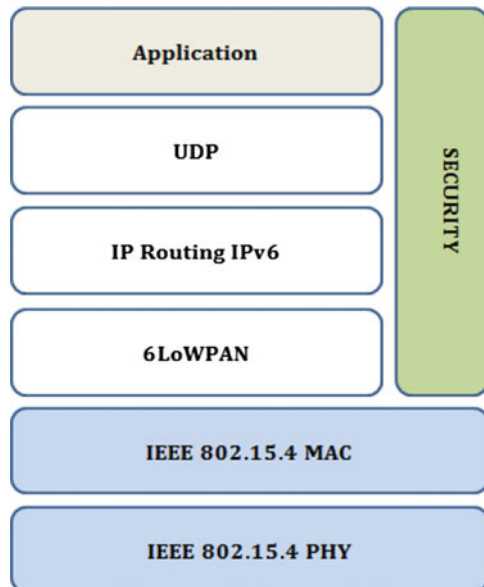 Application
UDP
IP Routing IPv6
6LoWPAN
SECURITY
IEEE 802.15.4 MAC
IEEE 802.15.4 PHY